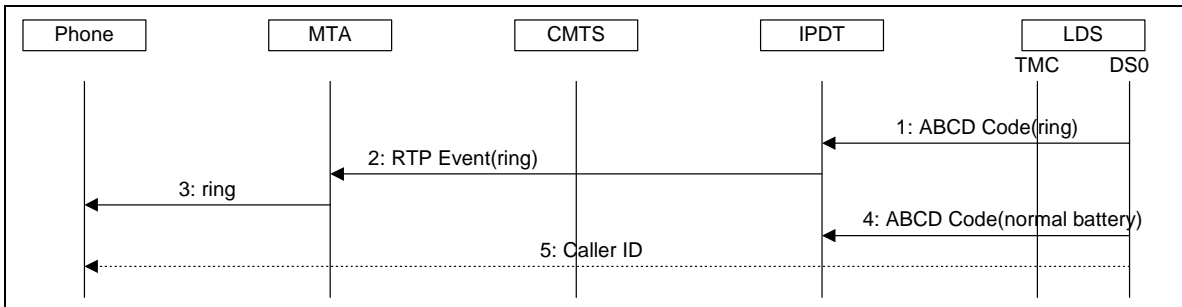 Phone MTA CMTS IPDT LDS
TMC DS0
1: ABCD Code(ring)
2: RTP Event(ring)
3: ring
4: ABCD Code(normal battery)
5: Caller ID